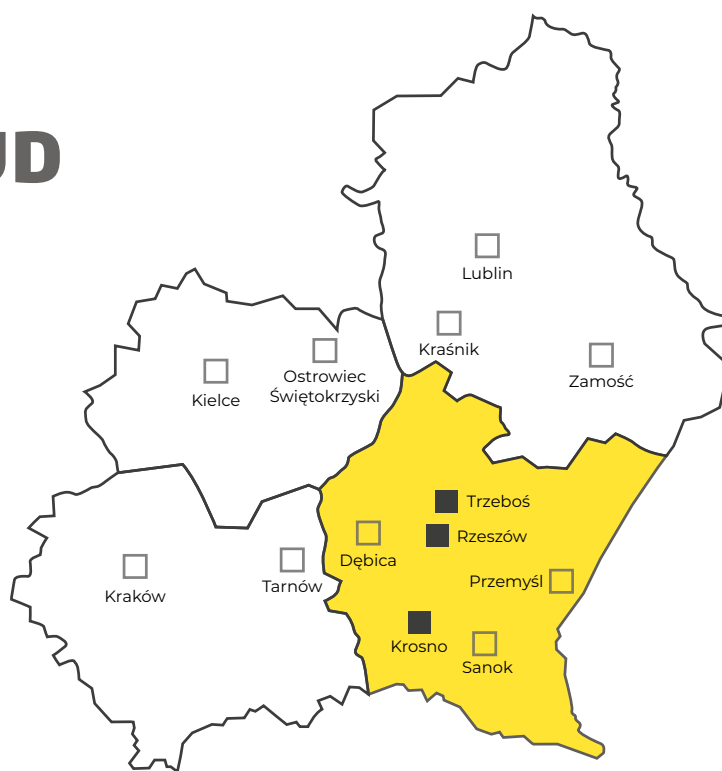 UD
Lublin
Kraśnik
Zamość
Ostrowiec
Świętokrzyski
Kielce
Trzeboś
Rzeszów
Dębica
Tarnów
Przemyśl
Kraków
Krosno
Sanok